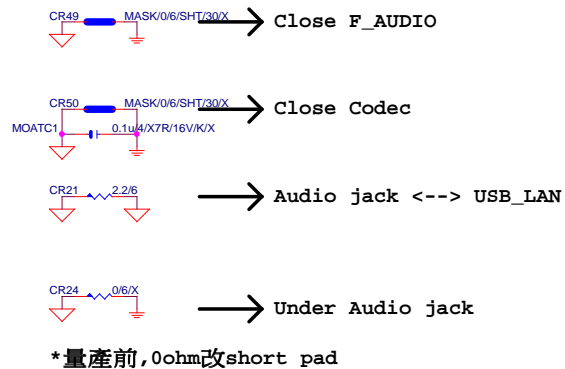 CR49 MASK/0/6/SHT/30/X Close F_AUDIO
CR50 MASK/0/6/SHT/30/X Close Codec
MOATC1 0.1u/4/X7R/16V/K/X
CR21 2.2/6 Audio jack <--> USB_LAN
CR24 0/6/X Under Audio jack
*量產前,0ohm改short pad